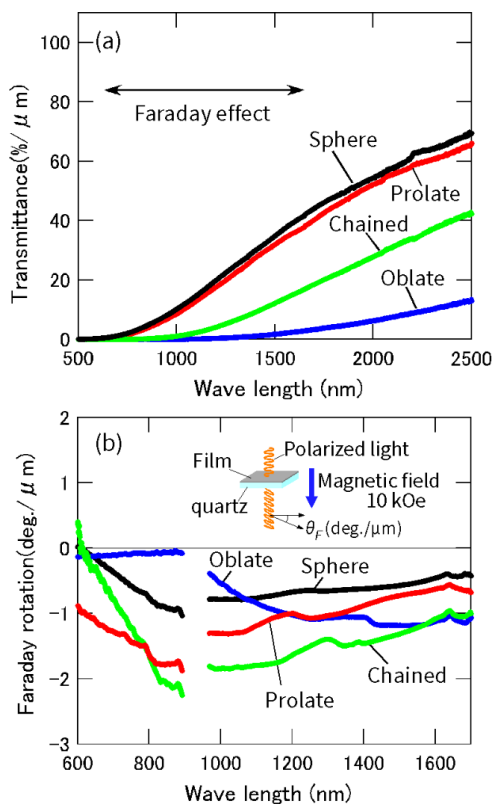 (a)
100
80
60
40
20
0
Transmittance(%/μm)
Faraday effect
Sphere
Prolate
Chained
Oblate
500
1000
1500
2000
2500
Wave length (nm)
(b)
2
1
0
-1
-2
-3
Faraday rotation(deg./μm)
Polarized light
Film
Magnetic field
10 kOe
quartz
θF(deg./μm)
Oblate
Sphere
Prolate
Chained
600
800
1000
1200
1400
1600
Wave length (nm)